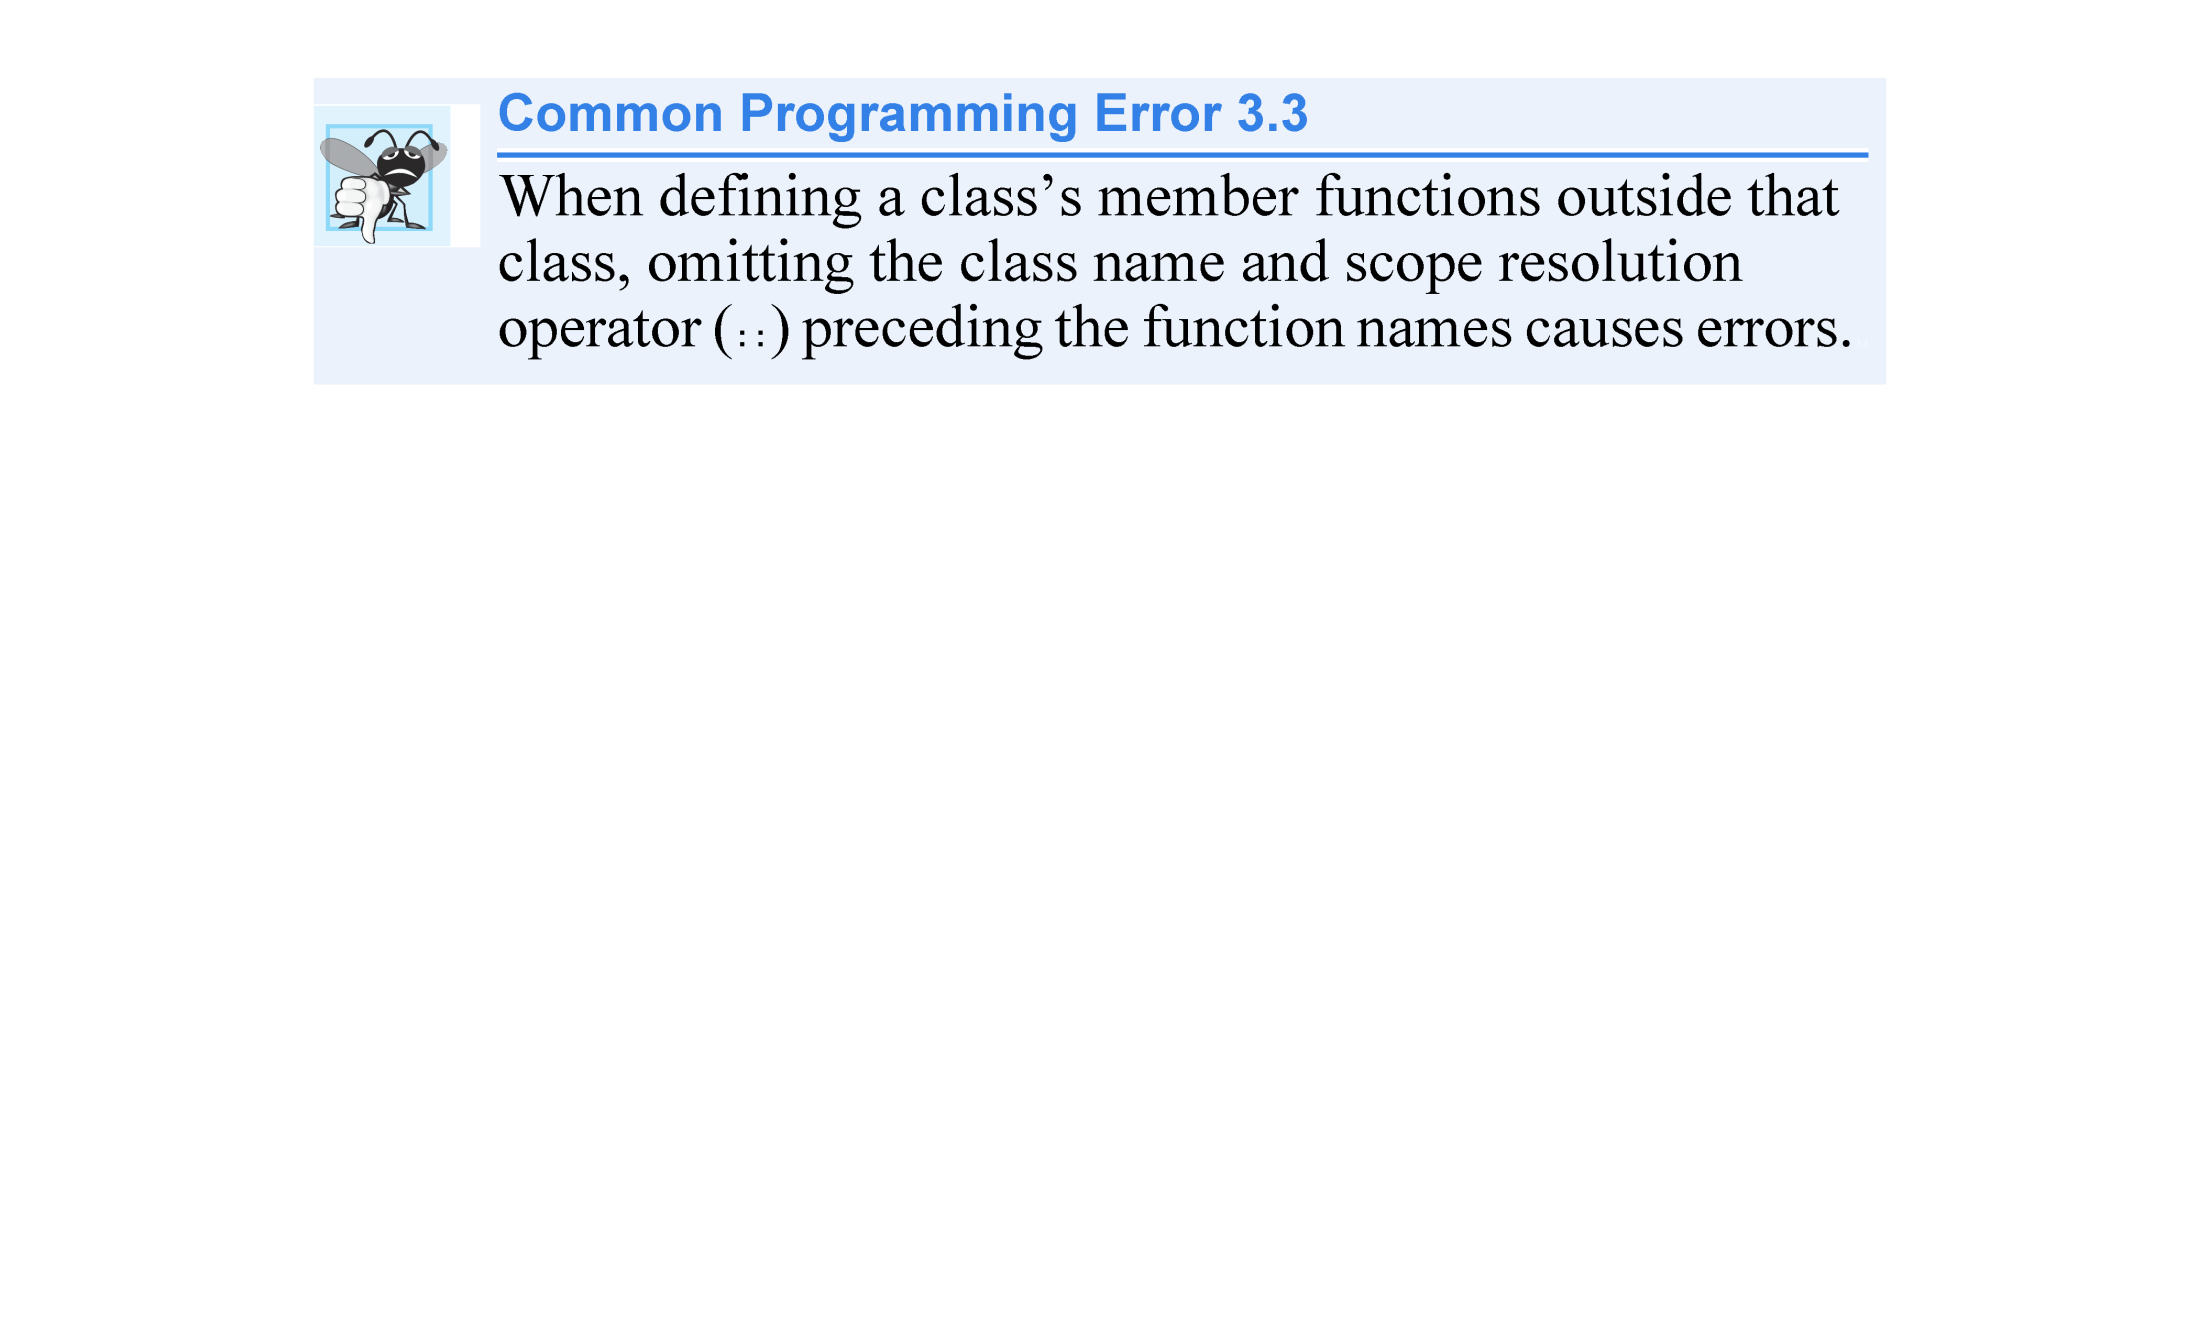 Common Programming Error 3.3
When defining a class’s member functions outside that
class, omitting the class name and scope resolution
operator (::) preceding the function names causes errors.